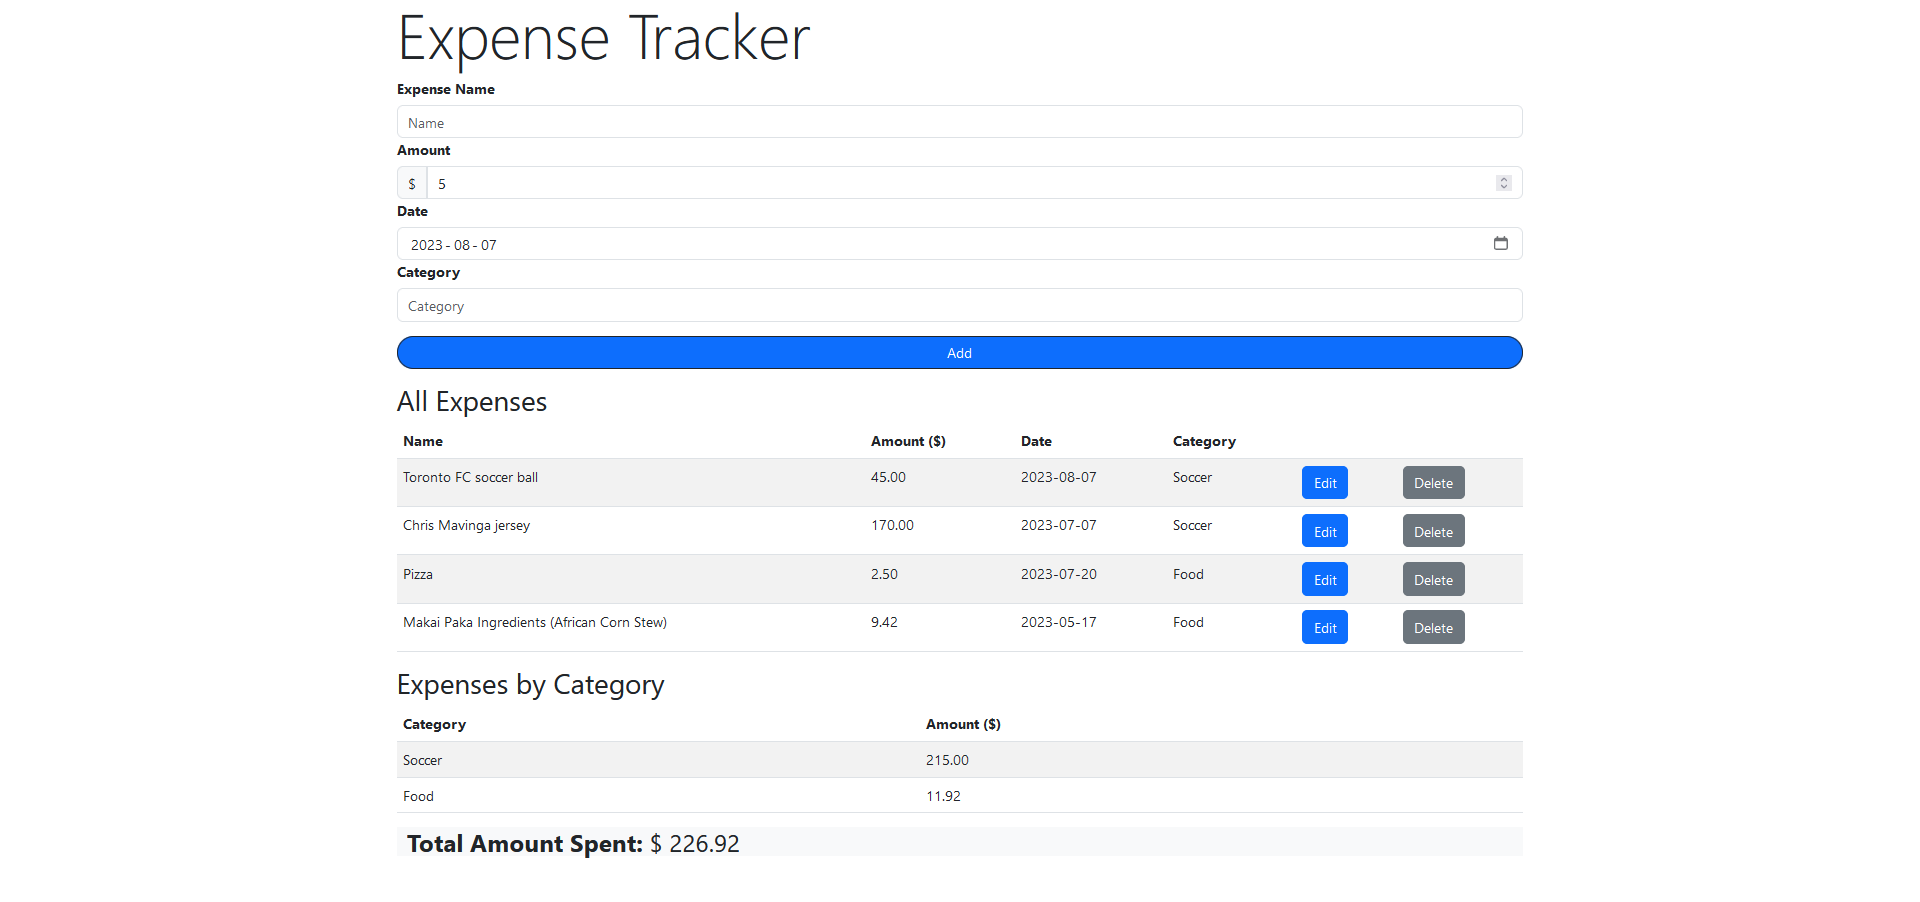 Expense Tracker
Expense Name
Name
Amount
$ 5
Date
2023-08-07
Category
Category
Add
All Expenses
Name Amount ($) Date Category
Toronto FC soccer ball 45.00 2023-08-07 Soccer Edit Delete
Chris Mavinga jersey 170.00 2023-07-07 Soccer Edit Delete
Pizza 2.50 2023-07-20 Food Edit Delete
Makai Paka Ingredients (African Corn Stew) 9.42 2023-05-17 Food Edit Delete
Expenses by Category
Category Amount ($)
Soccer 215.00
Food 11.92
Total Amount Spent: $ 226.92